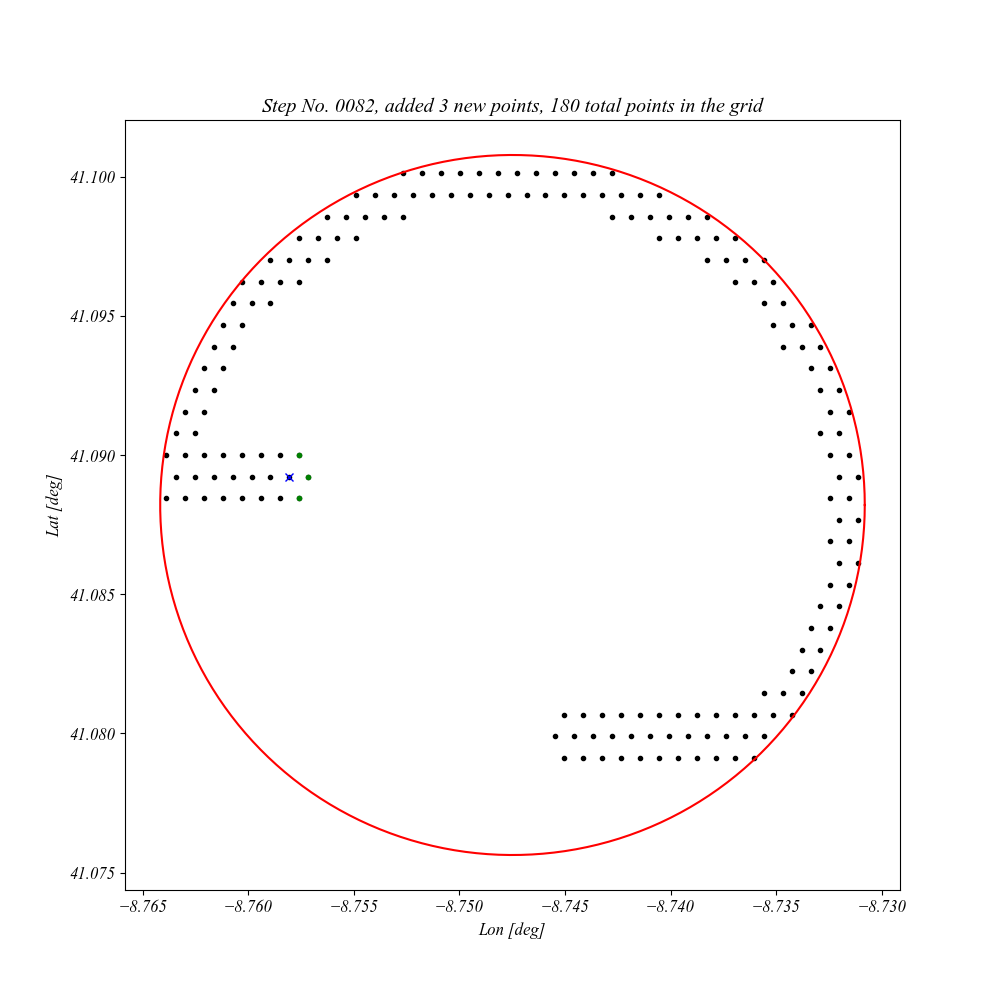 Step No. 0082, added 3 new points, 180 total points in the grid
41.100
41.095
41.090
41.085
41.080
41.075
Lat [deg]
−8.765 −8.760 −8.755 −8.750 −8.745 −8.740 −8.735 −8.730
Lon [deg]